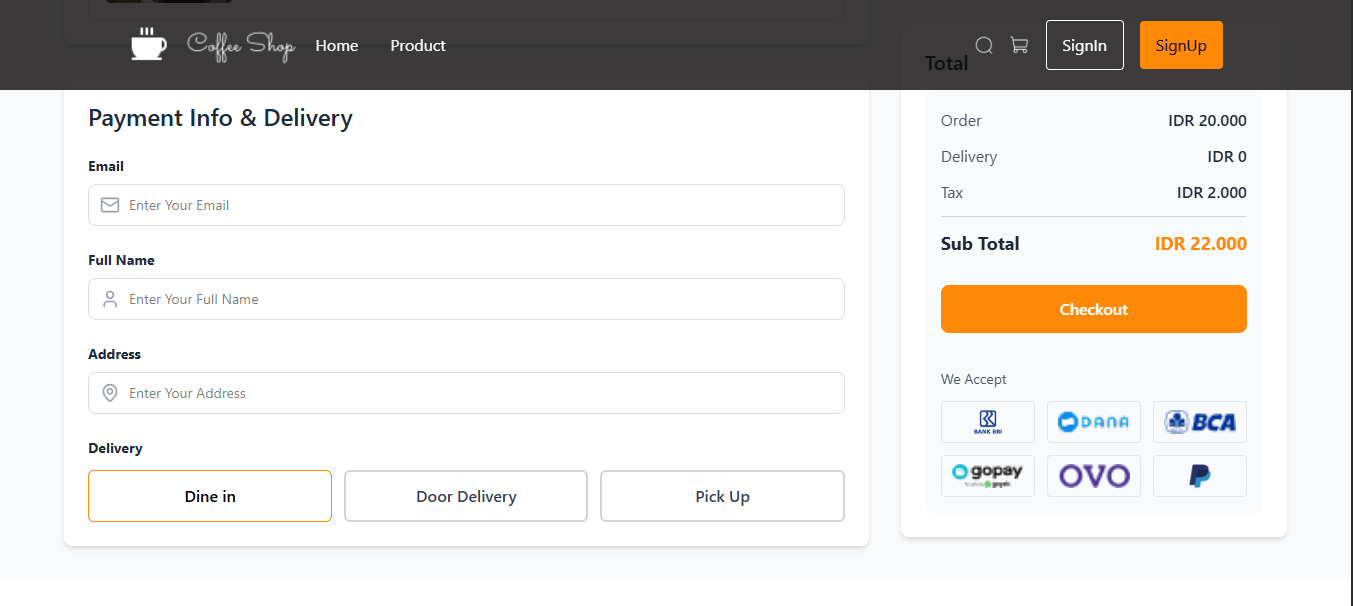 Coffee Shop Home Product SignIn SignUp
Total
Payment Info & Delivery
Email
Enter Your Email
Full Name
Enter Your Full Name
Address
Enter Your Address
Delivery
Dine in Door Delivery Pick Up
Order IDR 20.000
Delivery IDR 0
Tax IDR 2.000
Sub Total IDR 22.000
Checkout
We Accept
BANK BRI DANA BCA
gopay OVO
gojek